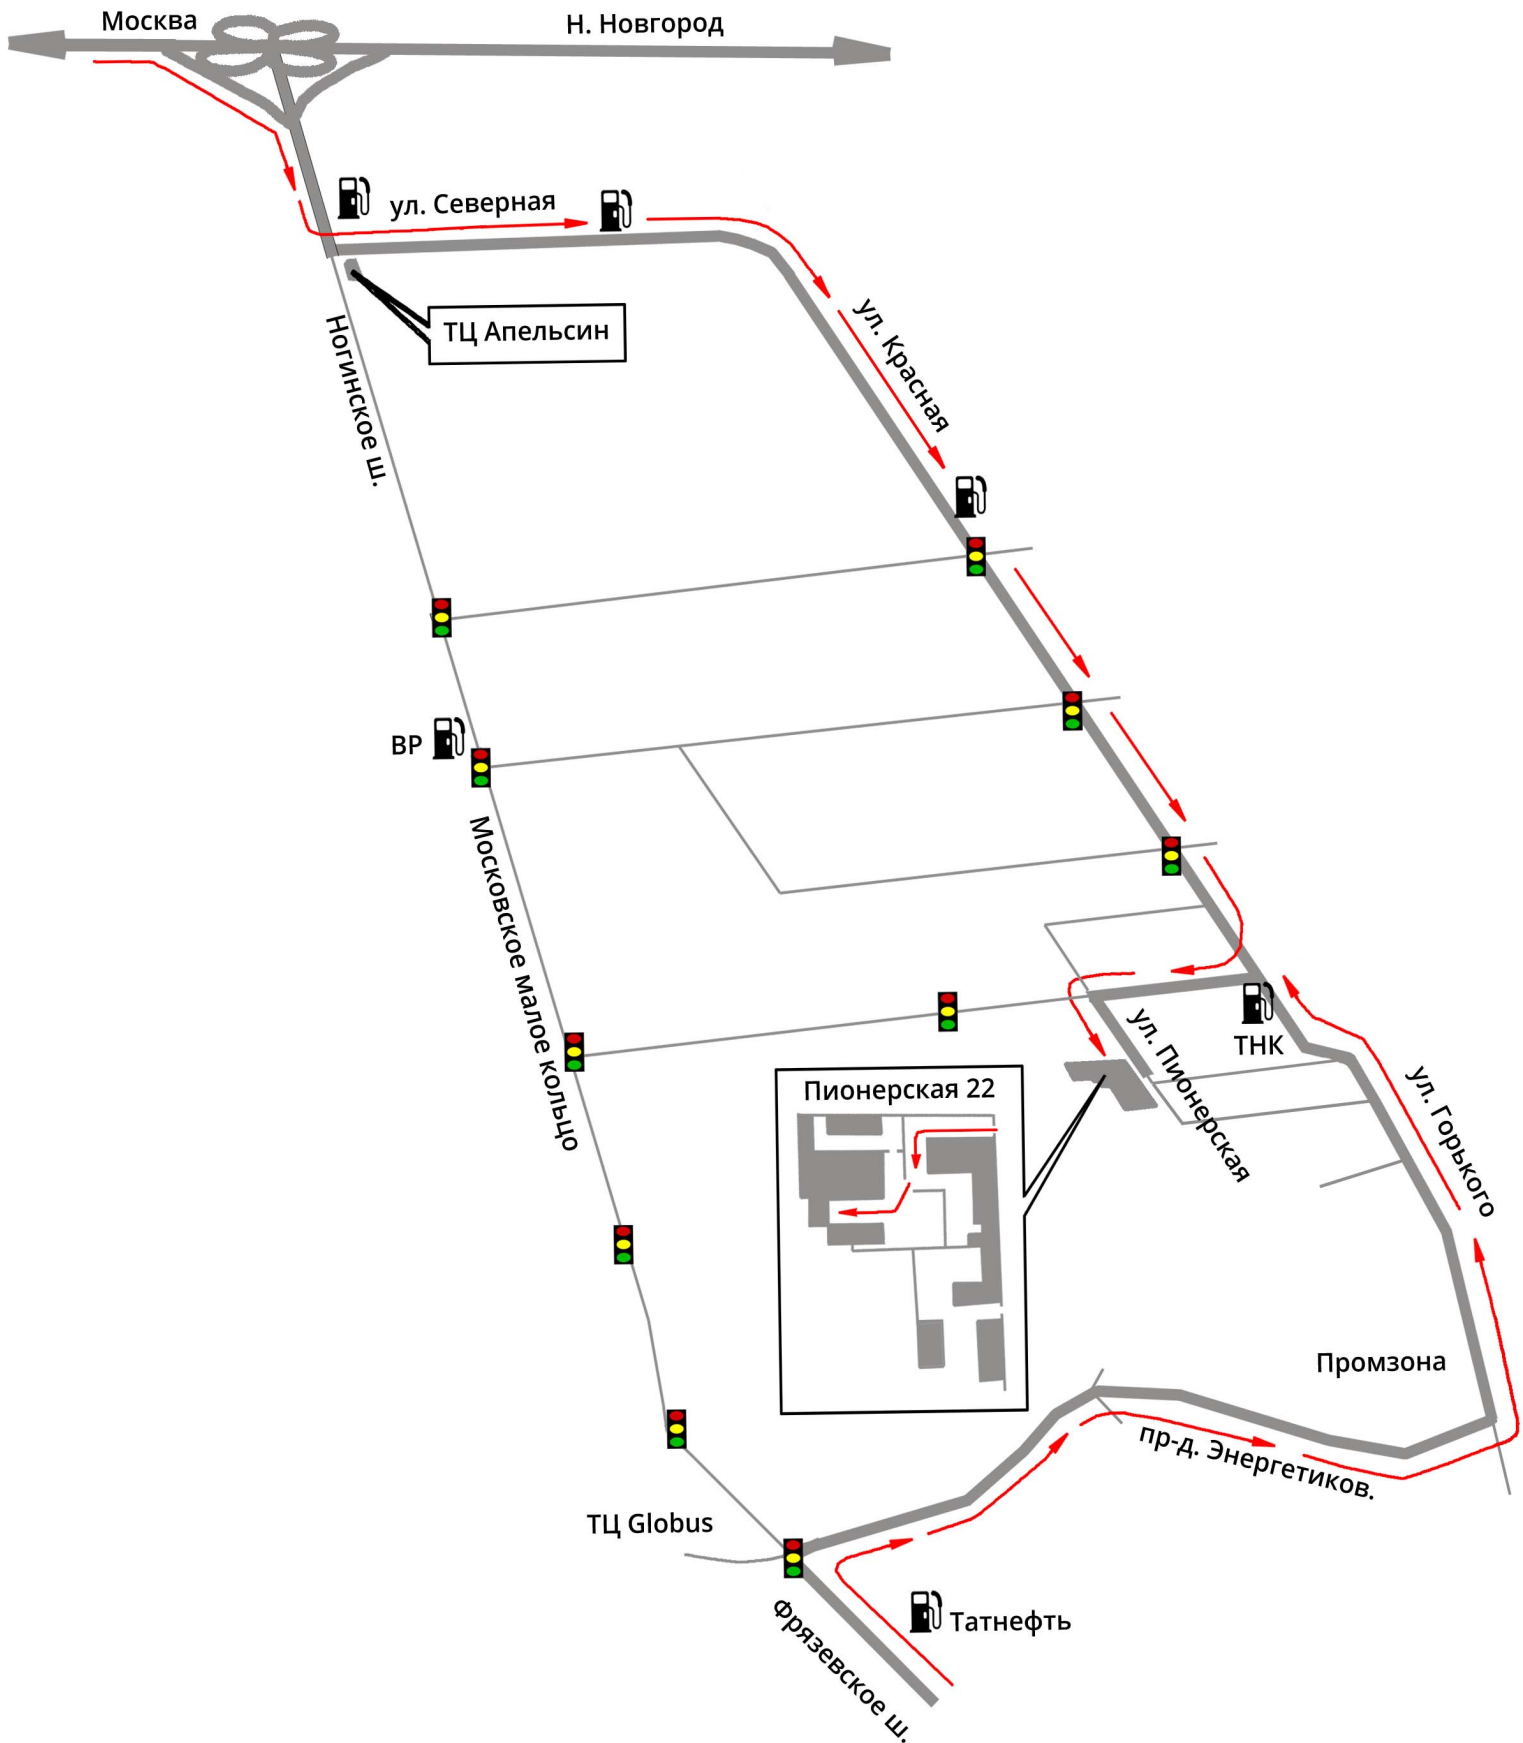 Москва
Н. Новгород
ул. Северная
ТЦ Апельсин
ул. Красная
Ногинское ш.
ВР
Московское малое кольцо
ул. Пионерская
ТНК
ул. Горького
Пионерская 22
Промзона
пр-д. Энергетиков.
ТЦ Globus
Татнефть
Фрязевское ш.